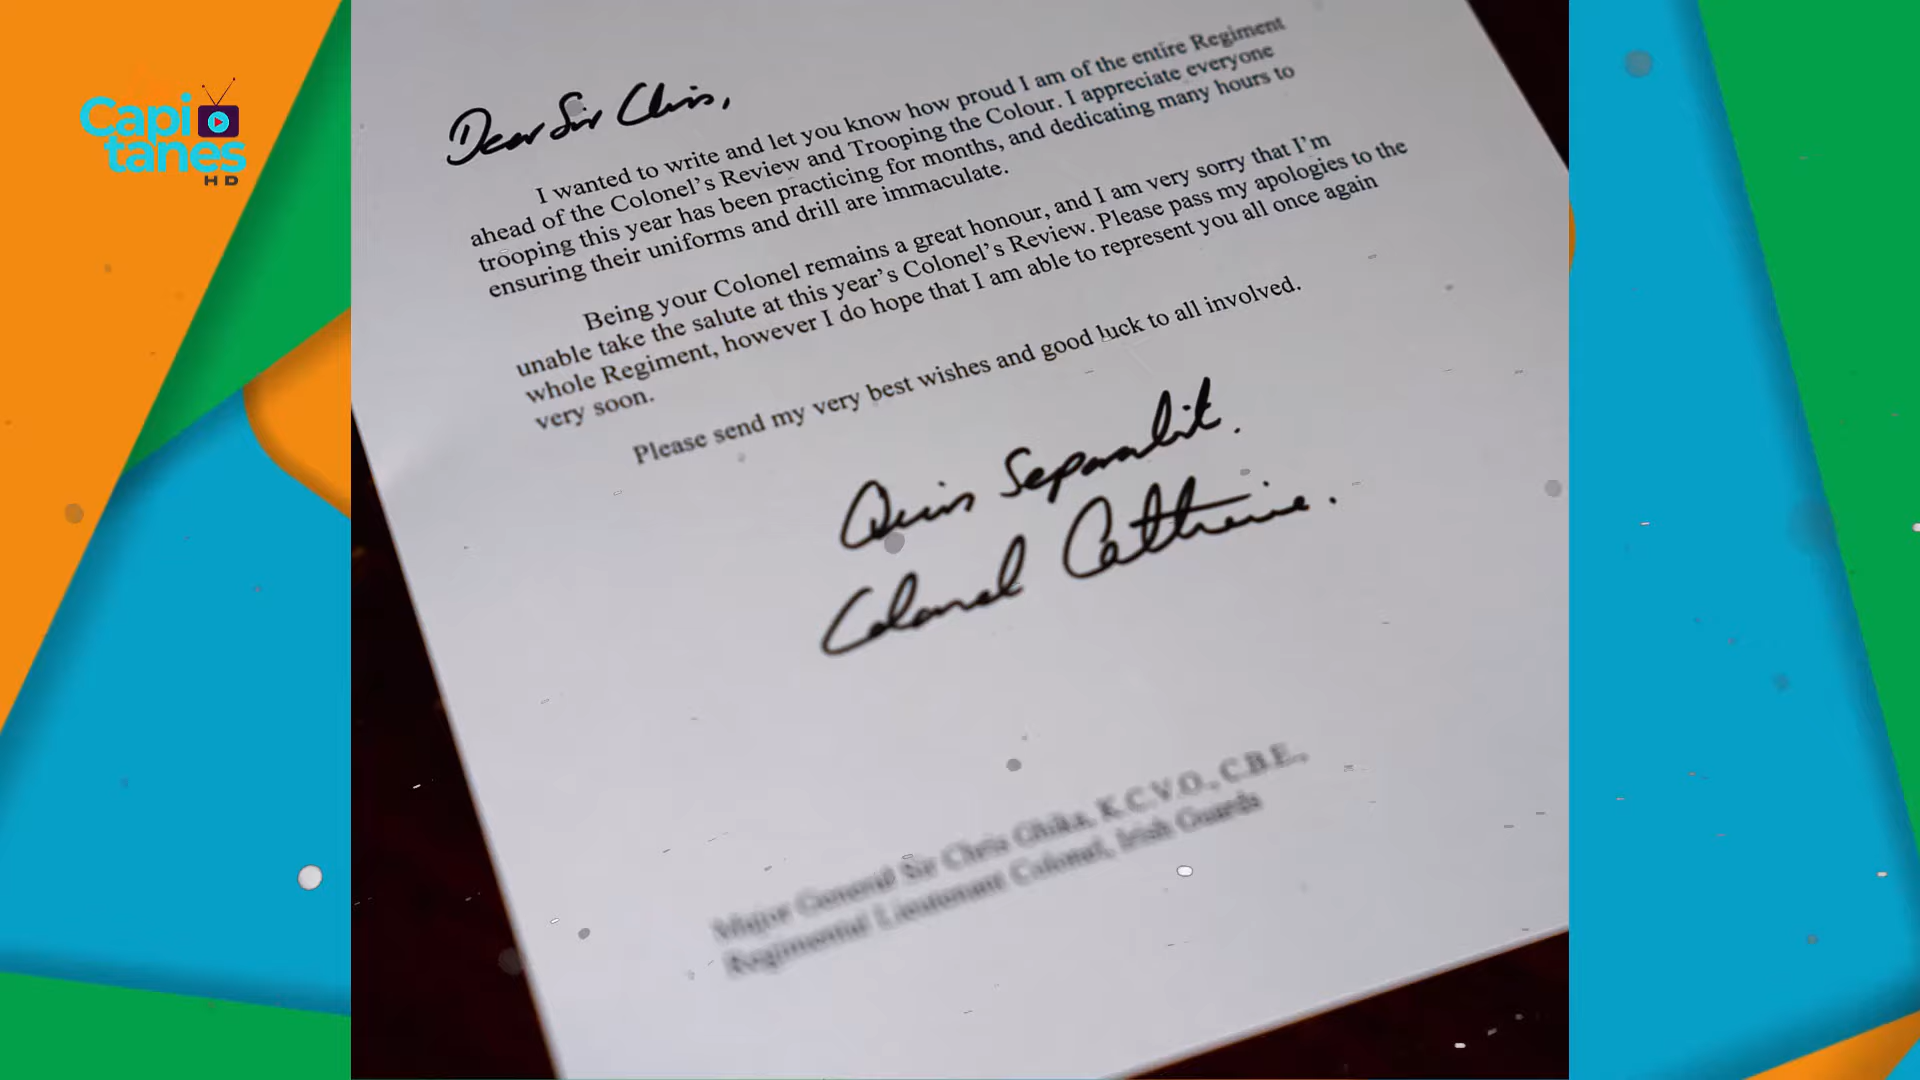 Capi
tanes
HD
Dear Sir Chris,
I wanted to write and let you know how proud I am of the entire Regiment
ahead of the Colonel's Review and Trooping the Colour. I appreciate everyone
trooping this year has been practicing for months, and dedicating many hours to
ensuring their uniforms and drill are immaculate.
Being your Colonel remains a great honour, and I am very sorry that I'm
unable take the salute at this year's Colonel's Review. Please pass my apologies to the
whole Regiment, however I do hope that I am able to represent you all once again
very soon.
Please send my very best wishes and good luck to all involved.
Quis Separabit.
Colonel Catherine.
Major General Sir Chris Ghika, K.C.V.O., C.B.E.,
Regimental Lieutenant Colonel, Irish Guards